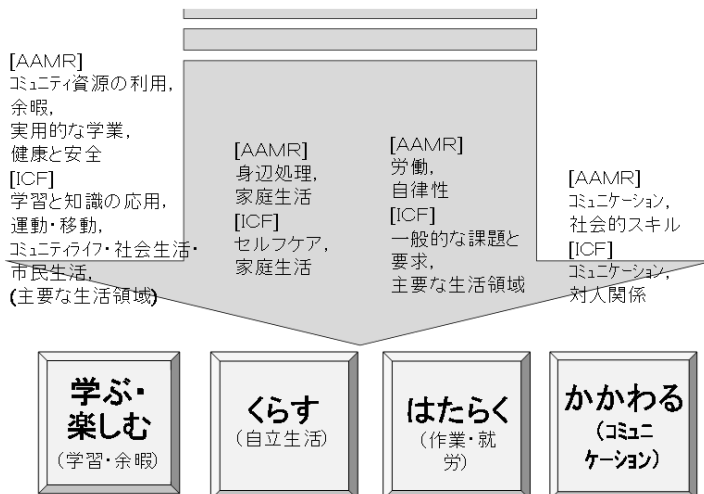 [AAMR]
コミュニティ資源の利用,
余暇,
実用的な学業,
健康と安全
[ICF]
学習と知識の応用,
運動・移動,
コミュニティライフ・社会生活・
市民生活,
(主要な生活領域)
[AAMR]
身辺処理,
家庭生活
[ICF]
セルフケア,
家庭生活
[AAMR]
労働,
自律性
[ICF]
一般的な課題と
要求,
主要な生活領域
[AAMR]
コミュニケーション,
社会的スキル
[ICF]
コミュニケーション,
対人関係
学ぶ・
楽しむ
(学習・余暇)
くらす
(自立生活)
はたらく
(作業・就
労)
かかわる
(コミュニ
ケーション)